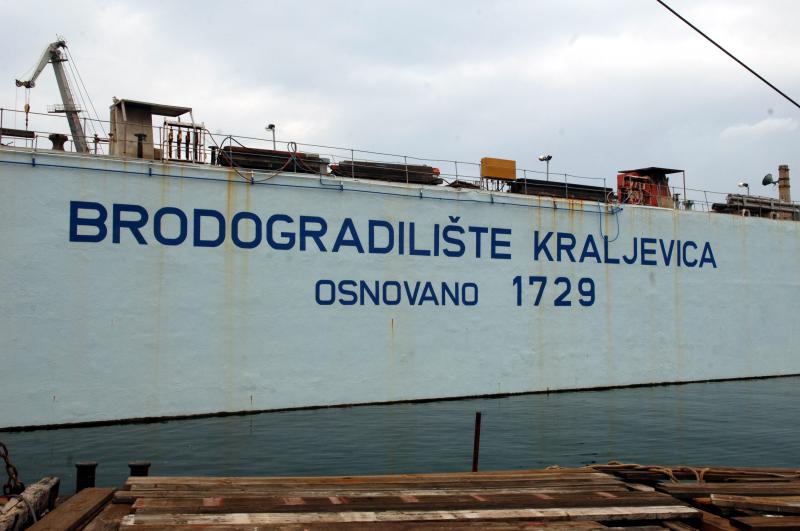 BRODOGRADILIŠTE KRALJEVICA
OSNOVANO 1729